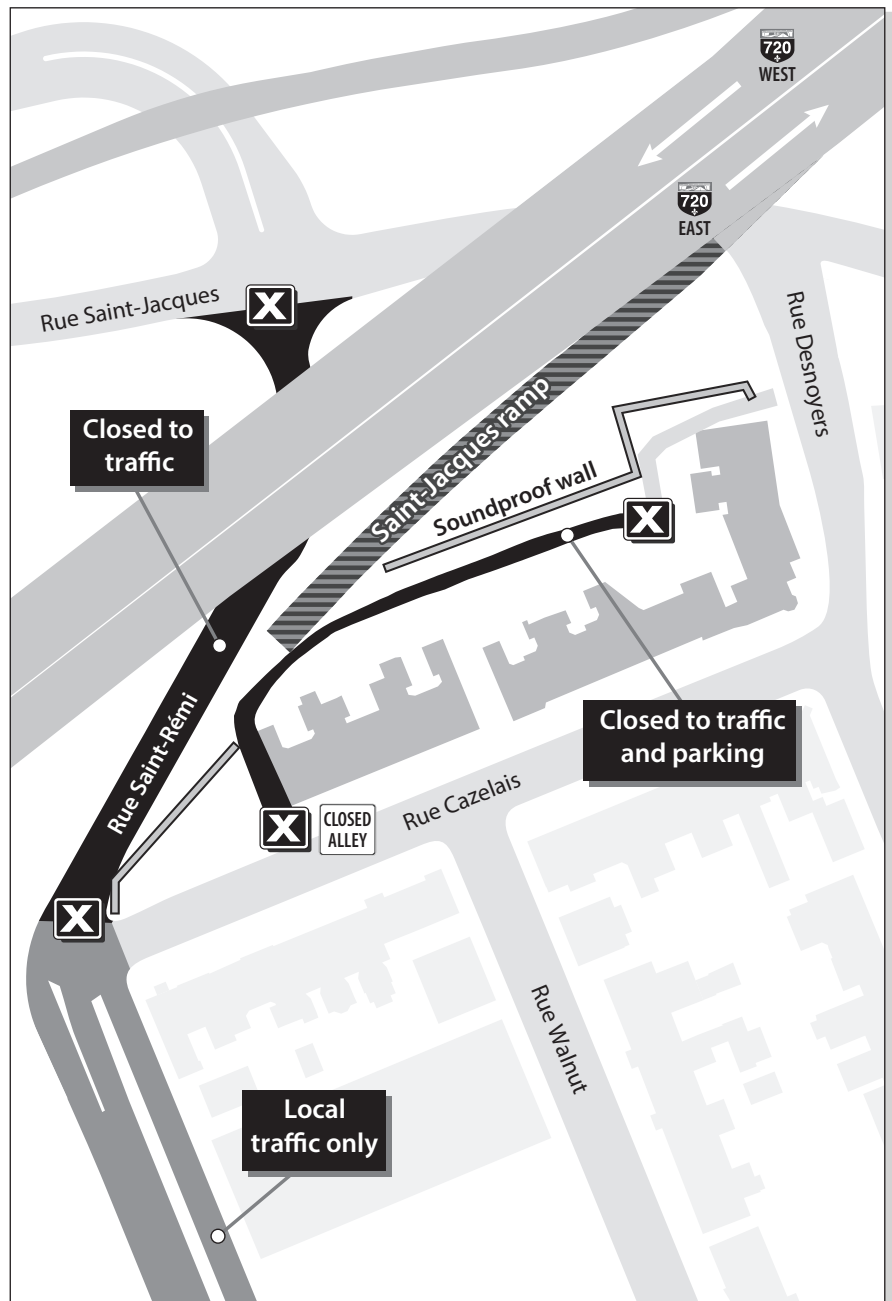 720
WEST
720
EAST
Rue Saint-Jacques
X
Rue Desnoyers
Closed to
traffic
Saint-Jacques ramp
Soundproof wall
X
Rue Saint-Rémi
Closed to traffic
and parking
Rue Cazelais
X
CLOSED
ALLEY
X
Rue Walnut
Local
traffic only